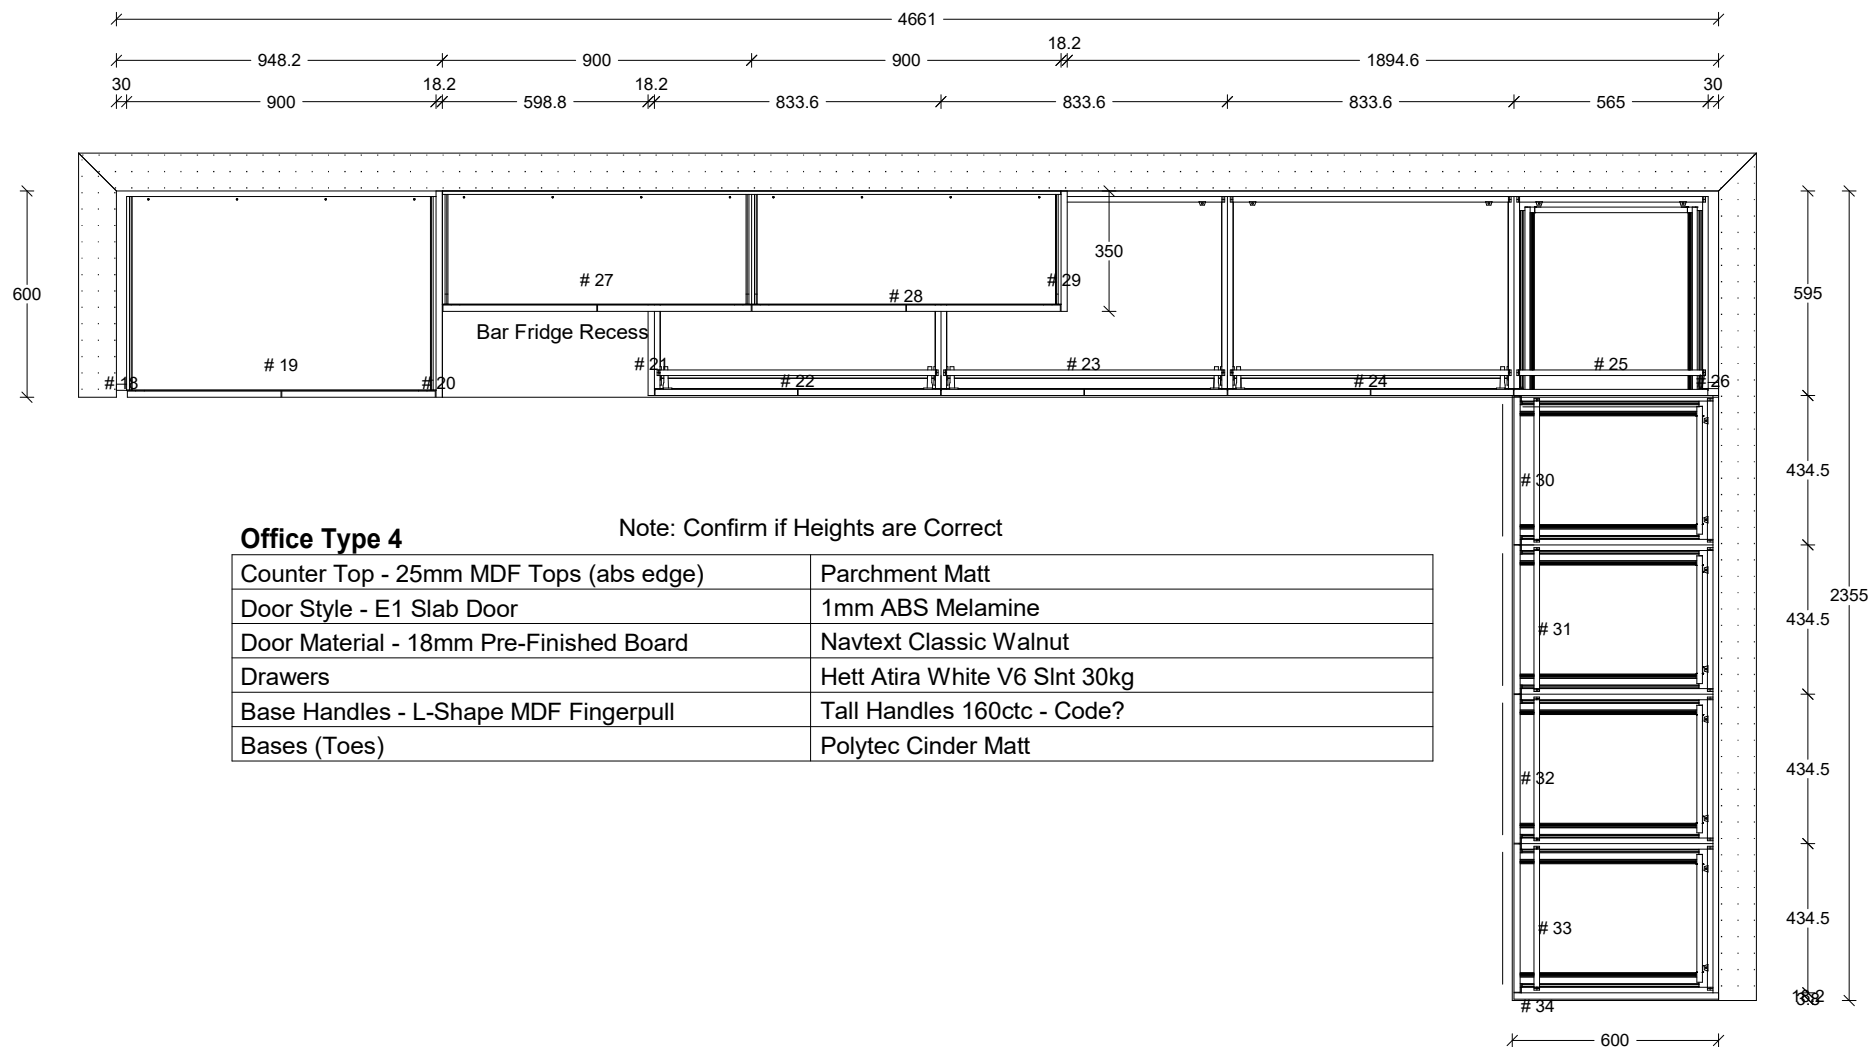 4661
18.2
948.2 900 900 1894.6
30 18.2 18.2 30
900 598.8 833.6 833.6 833.6 565
600
350
595
# 27
# 28
# 29
Bar Fridge Recess
# 19
# 21
# 23
# 25
# 18
# 20
# 22
# 24
# 26
434.5
# 30
Office Type 4
Note: Confirm if Heights are Correct
Counter Top - 25mm MDF Tops (abs edge) Parchment Matt
Door Style - E1 Slab Door 1mm ABS Melamine
Door Material - 18mm Pre-Finished Board Navtext Classic Walnut
Drawers Hett Atira White V6 Slnt 30kg
Base Handles - L-Shape MDF Fingerpull Tall Handles 160ctc - Code?
Bases (Toes) Polytec Cinder Matt
2355
434.5
# 31
434.5
# 32
434.5
# 33
# 34
600